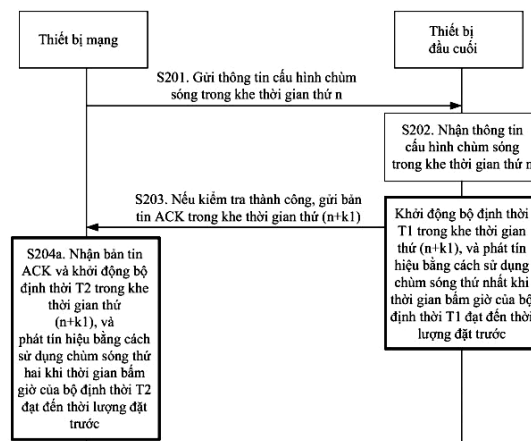 Thiết bị mạng
Thiết bị
đầu cuối
S201. Gửi thông tin cấu hình chùm
sóng trong khe thời gian thứ n
S202. Nhận thông tin
cấu hình chùm sóng
trong khe thời gian thứ n
S203. Nếu kiểm tra thành công, gửi bản
tin ACK trong khe thời gian thứ (n+k1)
Khởi động bộ định thời
T1 trong khe thời gian
thứ (n+k1), và phát tín
hiệu bằng cách sử dụng
chùm sóng thứ nhất khi
thời gian bấm giờ của bộ
định thời T1 đạt đến thời
lượng đặt trước
S204a. Nhận bản tin
ACK và khởi động bộ
định thời T2 trong khe
thời gian thứ
(n+k1), và
phát tín hiệu bằng cách
sử dụng chùm sóng thứ
hai khi thời gian bấm
giờ của bộ định thời T2
đạt đến thời lượng đặt
trước